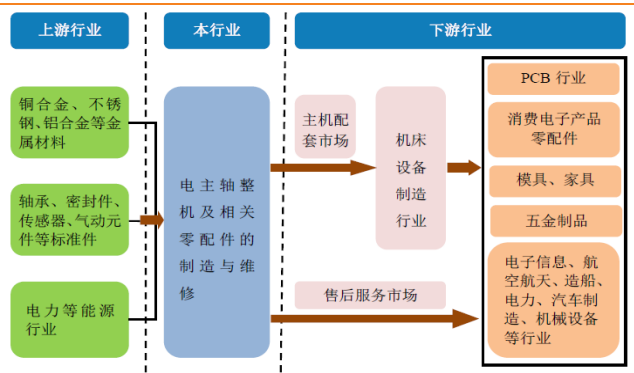 上游行业
本行业
下游行业
铜合金、不锈
钢、铝合金等金
属材料
轴承、密封件、
传感器、气动元
件等标准件
电力等能源
行业
电主轴整
机及相关
零配件的
制造与维
修
主机配
套市场
机床
设备
制造
行业
售后服务市场
PCB 行业
消费电子产品
零配件
模具、家具
五金制品
电子信息、航
空航天、造船、
电力、汽车制
造、机械设备
等行业